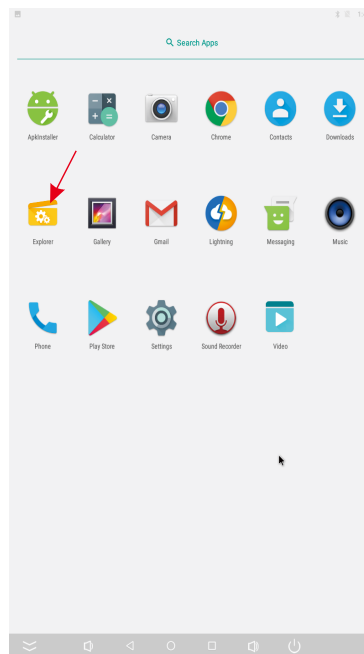 Search Apps
ApkInstaller
Calculator
Camera
Chrome
Contacts
Downloads
Explorer
Gallery
Gmail
Lightning
Messaging
Music
Phone
Play Store
Settings
Sound Recorder
Video